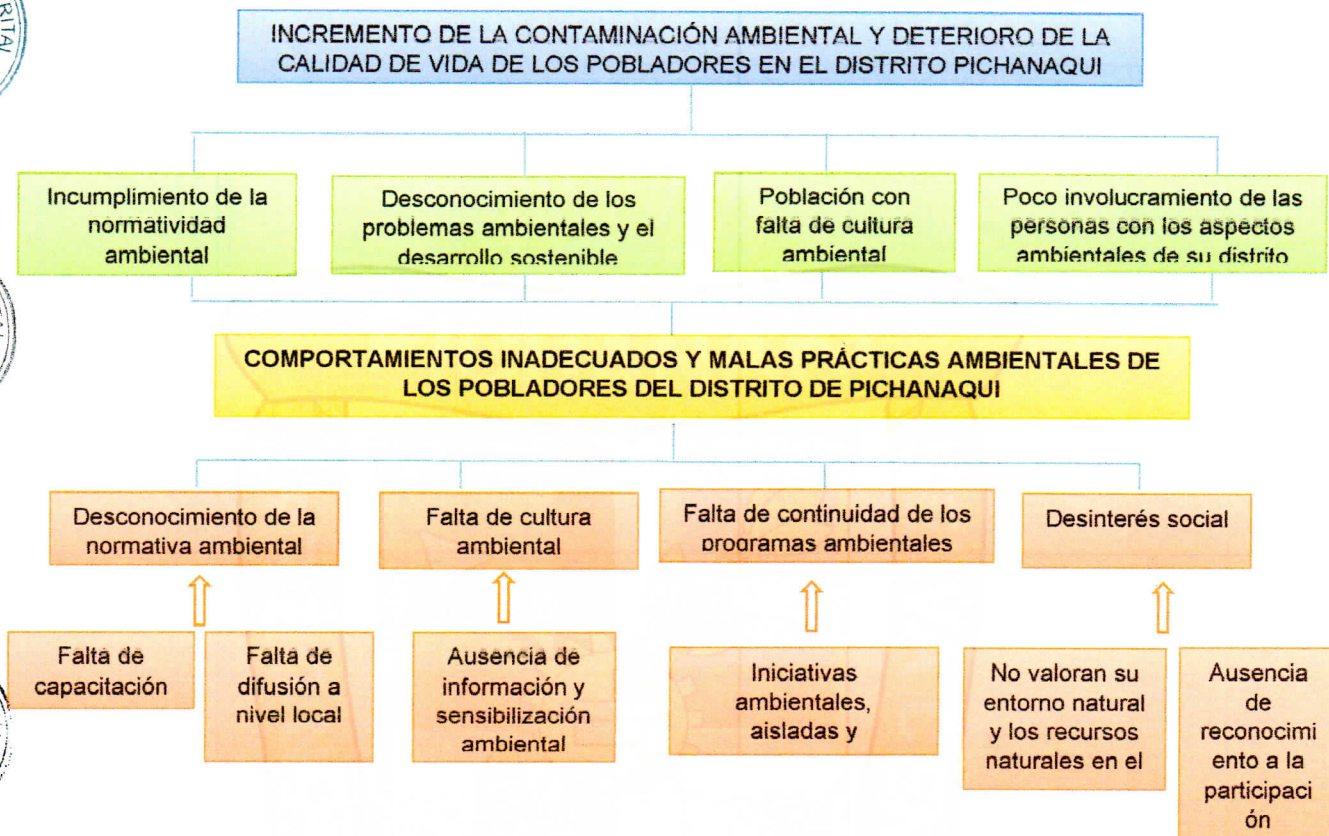 RITAL
INCREMENTO DE LA CONTAMINACIÓN AMBIENTAL Y DETERIORO DE LA
CALIDAD DE VIDA DE LOS POBLADORES EN EL DISTRITO PICHANAQUI
Incumplimiento de la
normatividad
ambiental
Desconocimiento de los
problemas ambientales y el
desarrollo sostenible
Población con
falta de cultura
ambiental
Poco involucramiento de las
personas con los aspectos
ambientales de su distrito
COMPORTAMIENTOS INADECUADOS Y MALAS PRÁCTICAS AMBIENTALES DE
LOS POBLADORES DEL DISTRITO DE PICHANAQUI
Desconocimiento de la
normativa ambiental
Falta de cultura
ambiental
Falta de continuidad de los
programas ambientales
Desinterés social
Falta de
capacitación
Falta de
difusión a
nivel local
Ausencia de
información y
sensibilización
ambiental
Iniciativas
ambientales,
aisladas y
No valoran su
entorno natural
y los recursos
naturales en el
Ausencia
de
reconocimi
ento a la
participaci
ón